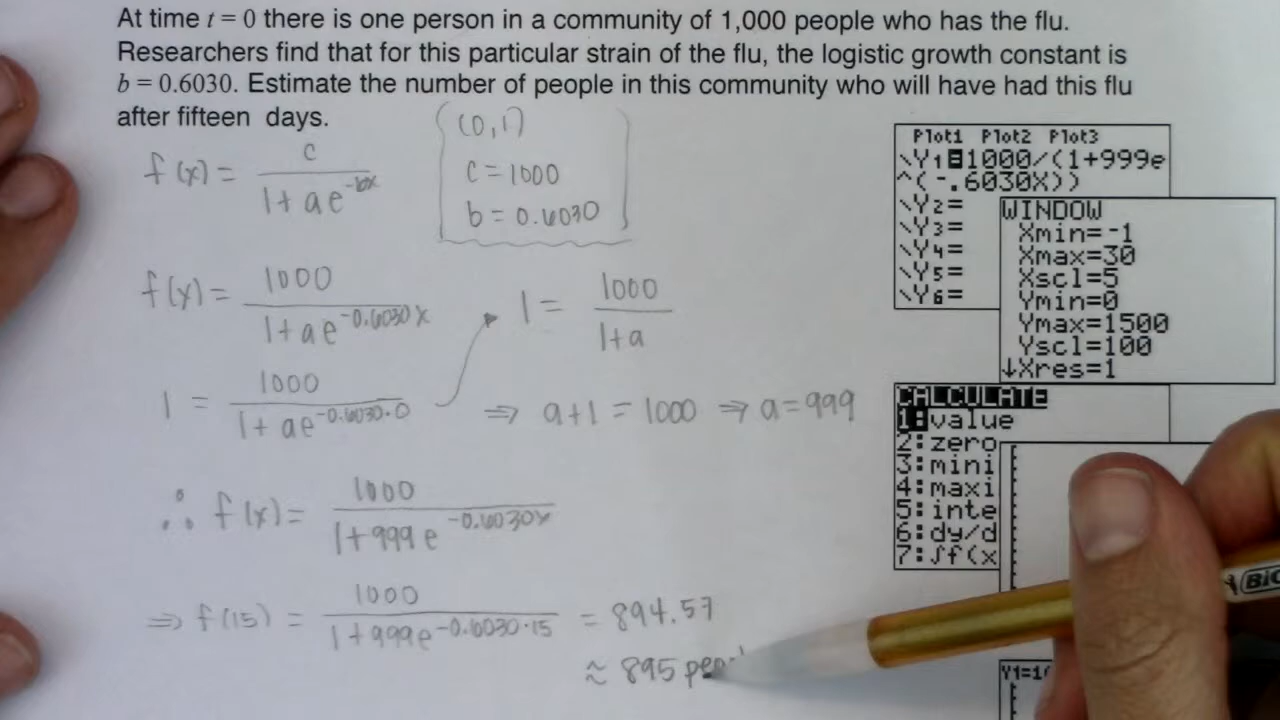 At time t = 0 there is one person in a community of 1,000 people who has the flu.
Researchers find that for this particular strain of the flu, the logistic growth constant is
b = 0.6030. Estimate the number of people in this community who will have had this flu
after fifteen days.
f(x) = c / (1 + ae^(-bx))
(0,1)
c = 1000
b = 0.6030
f(x) = 1000 / (1 + ae^(-0.6030x))
1 = 1000 / (1+a)
1 = 1000 / (1 + ae^(-0.6030·0))
⇒ a+1 = 1000 ⇒ a = 999
∴ f(x) = 1000 / (1+999e^(-0.6030x))
⇒ f(15) = 1000 / (1+999e^(-0.6030·15)) = 894.57
≈ 895
Plot1 Plot2 Plot3
\Y1=1000/(1+999e
^(-.6030X))
\Y2=
\Y3=
\Y4=
\Y5=
\Y6=
WINDOW
Xmin=-1
Xmax=30
Xscl=5
Ymin=0
Ymax=1500
Yscl=100
↓Xres=1
CALCULATE
1:value
2:zero
3:mini
4:maxi
5:inte
6:dy/d
7:∫f(x
BIC